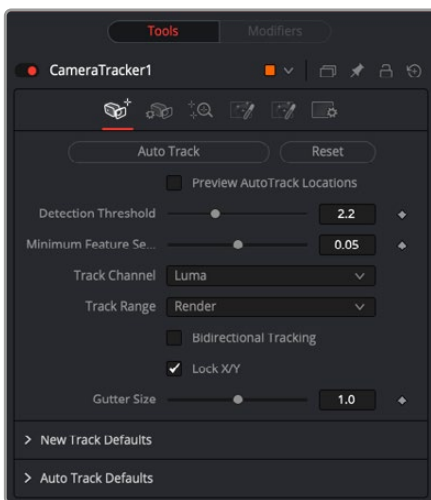 Tools Modifiers
CameraTracker1
Auto Track Reset
Preview AutoTrack Locations
Detection Threshold 2.2
Minimum Feature Se... 0.05
Track Channel Luma
Track Range Render
Bidirectional Tracking
Lock X/Y
Gutter Size 1.0
> New Track Defaults
> Auto Track Defaults